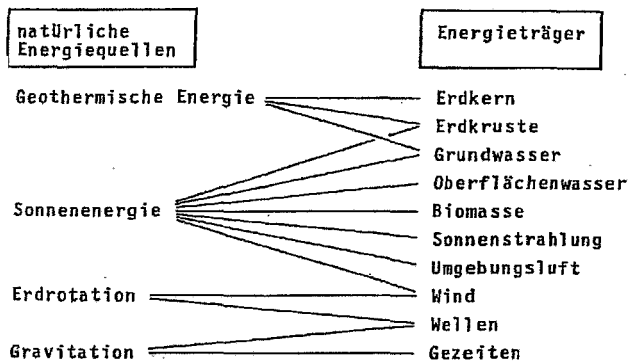 natürliche
Energiequellen
Energieträger
Geothermische Energie
Erdkern
Erdkruste
Grundwasser
Oberflächenwasser
Sonnenenergie
Biomasse
Sonnenstrahlung
Umgebungsluft
Erdrotation
Wind
Wellen
Gravitation
Gezeiten